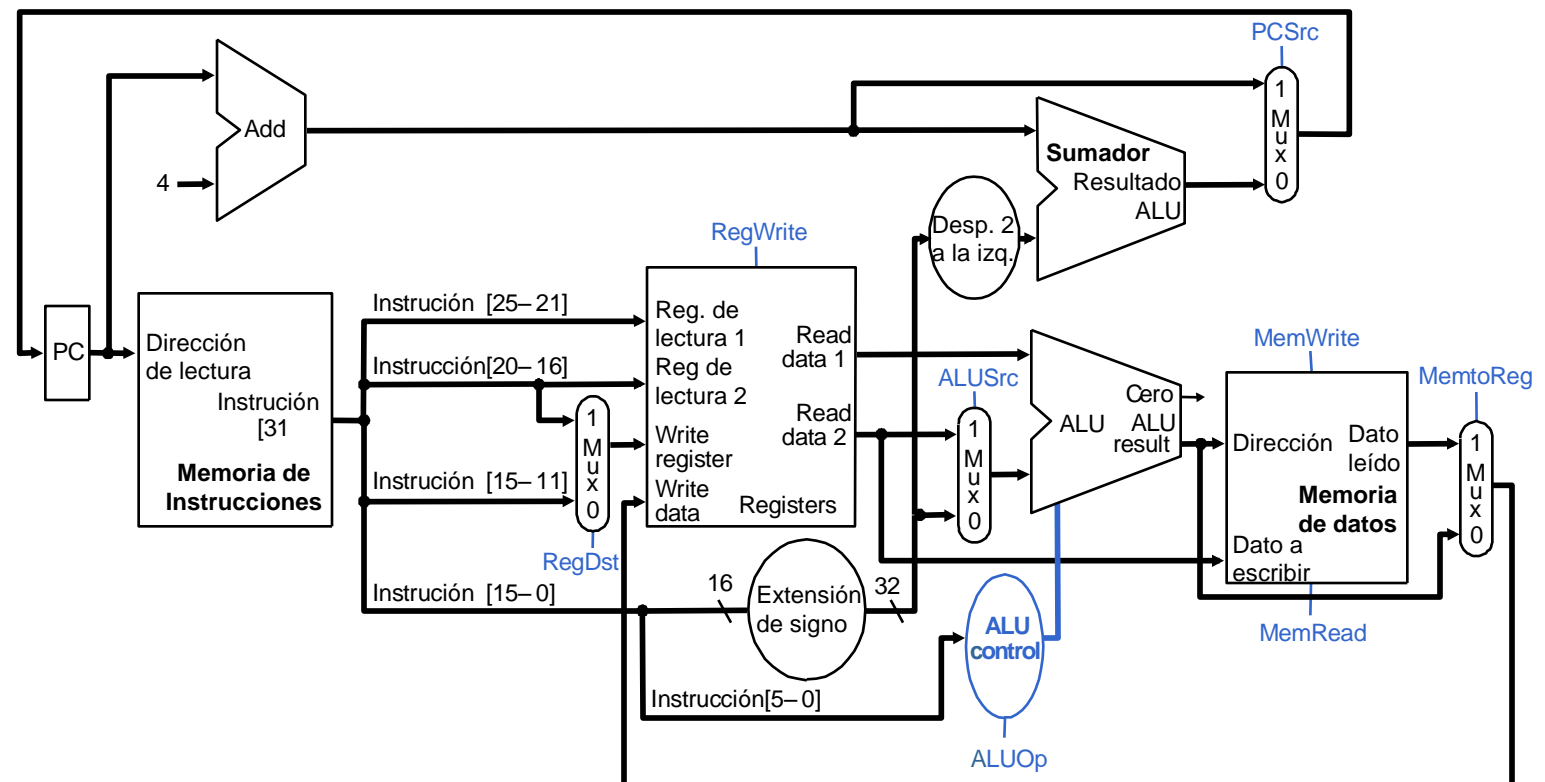 PCSrc
1
M
u
x
0
Add
4
Sumador
Resultado
ALU
Desp. 2
a la izq.
RegWrite
PC
Dirección
de lectura
Instrución
[31
Memoria de
Instrucciones
Instrución [25–21]
Instrucción[20–16]
Instrución [15–11]
Instrución [15–0]
1
M
u
x
0
RegDst
Reg. de
lectura 1
Reg de
lectura 2
Write
register
Write
data
Read
data 1
Read
data 2
Registers
16
Extensión
de signo
32
Instrucción[5–0]
ALUSrc
1
M
u
x
0
ALU
Cero
ALU
result
ALU
control
ALUOp
MemWrite
Dirección
Dato
leído
Memoria
de datos
Dato a
escribir
MemRead
MemtoReg
1
M
u
x
0